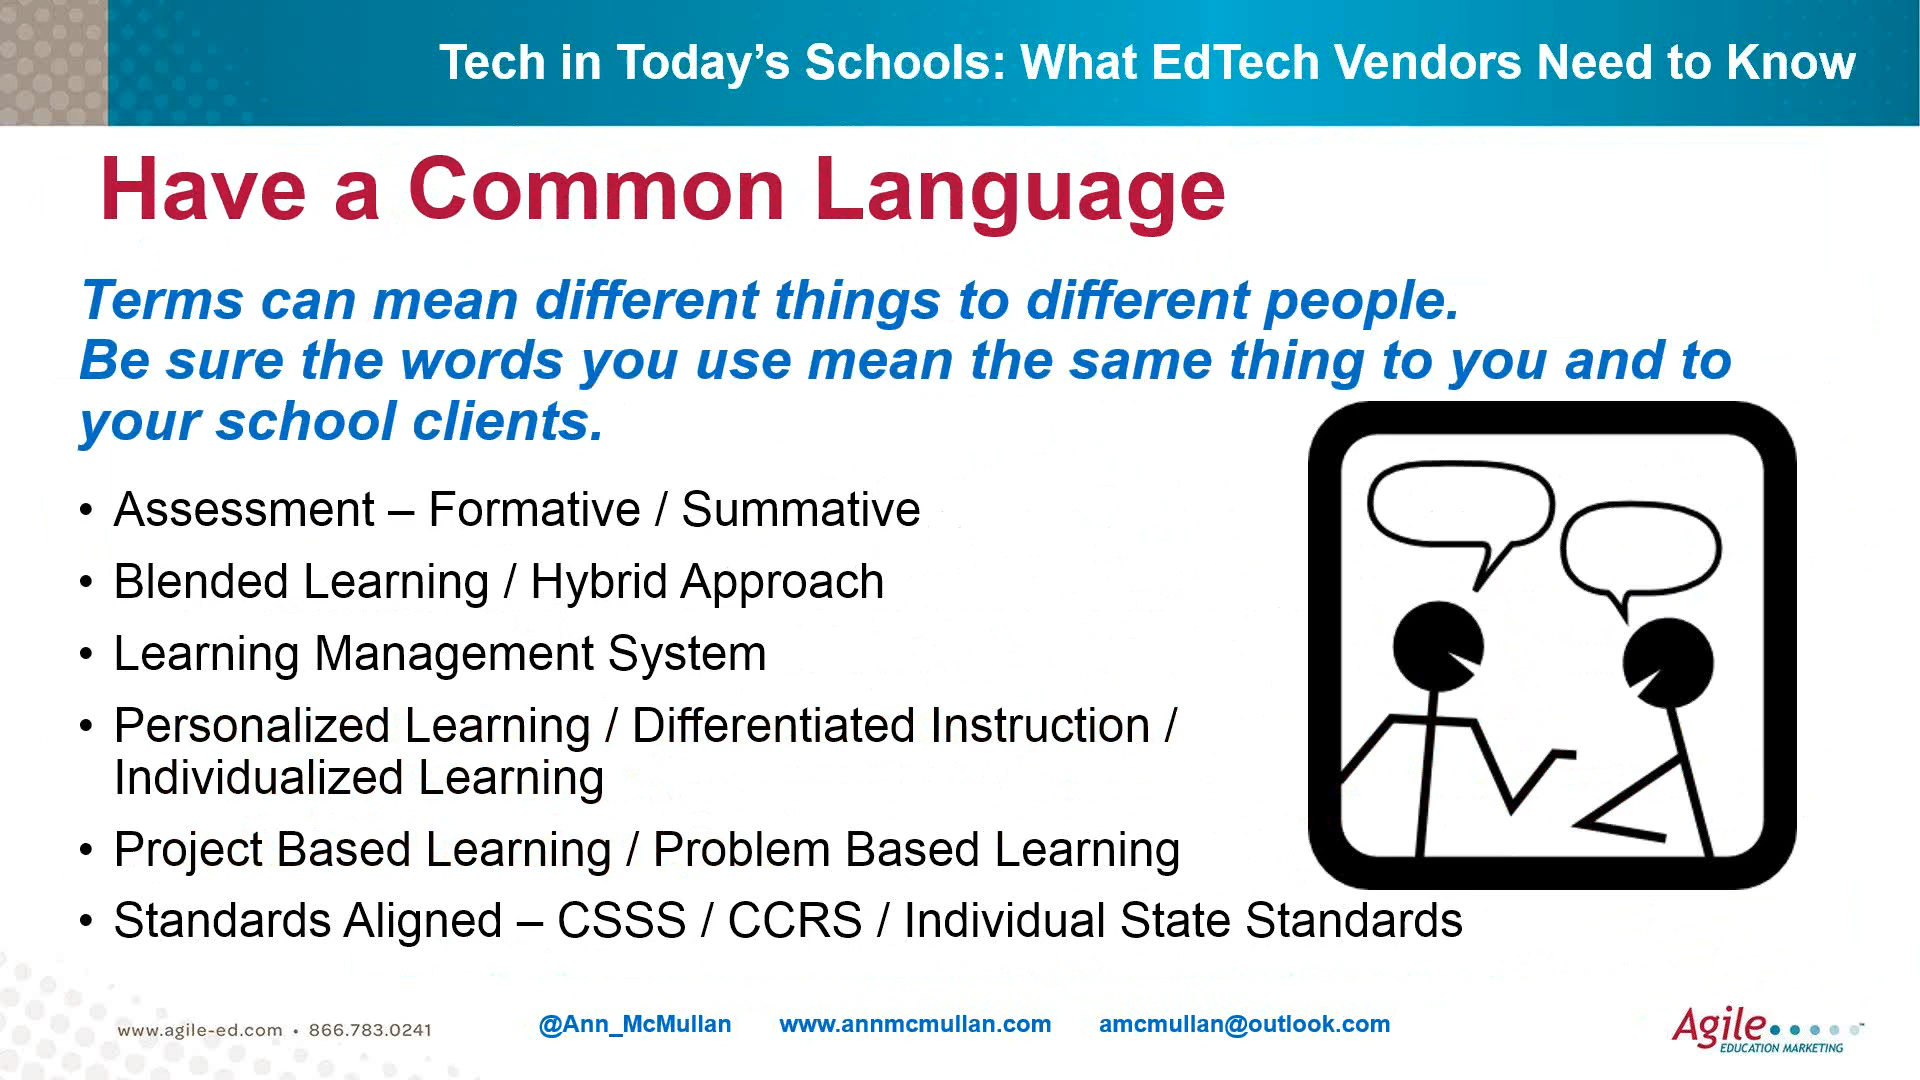 Tech in Today’s Schools: What EdTech Vendors Need to Know
Have a Common Language
Terms can mean different things to different people.
Be sure the words you use mean the same thing to you and to
your school clients.
• Assessment – Formative / Summative
• Blended Learning / Hybrid Approach
• Learning Management System
• Personalized Learning / Differentiated Instruction /
Individualized Learning
• Project Based Learning / Problem Based Learning
• Standards Aligned – CSSS / CCRS / Individual State Standards
www.agile-ed.com • 866.783.0241
@Ann_McMullan www.annmcmullan.com amcmullan@outlook.com
Agile
EDUCATION MARKETING